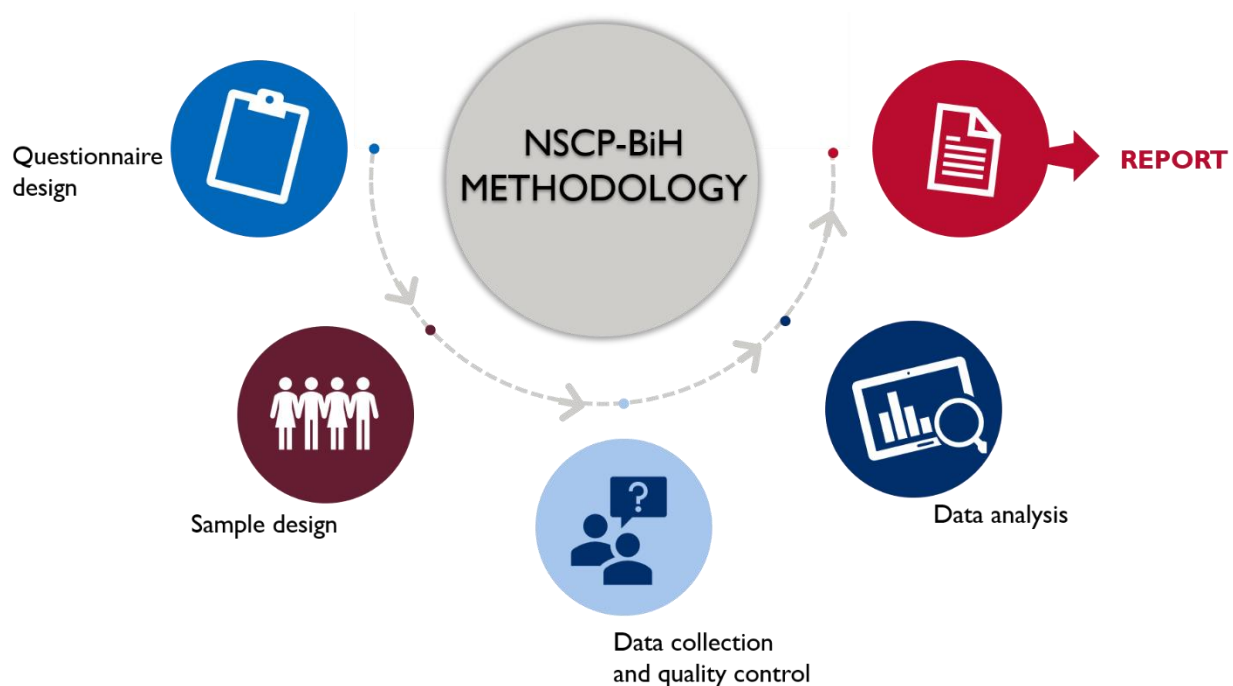 NSCP-BiH
METHODOLOGY
Questionnaire
design
Sample design
?
Data collection
and quality control
Data analysis
REPORT